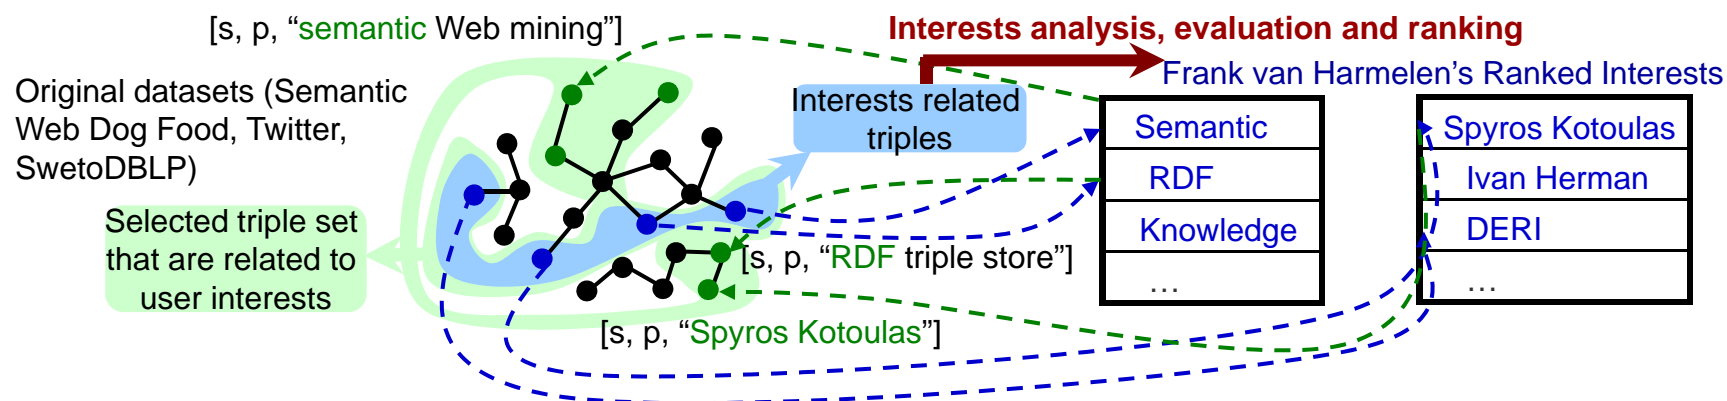 [s, p, “semantic Web mining”]
Interests analysis, evaluation and ranking
Frank van Harmelen’s Ranked Interests
Original datasets (Semantic
Web Dog Food, Twitter,
SwetoDBLP)
Interests related
triples
Semantic
RDF
Knowledge
…
Spyros Kotoulas
Ivan Herman
DERI
…
Selected triple set
that are related to
user interests
[s, p, “RDF triple store”]
[s, p, “Spyros Kotoulas”]